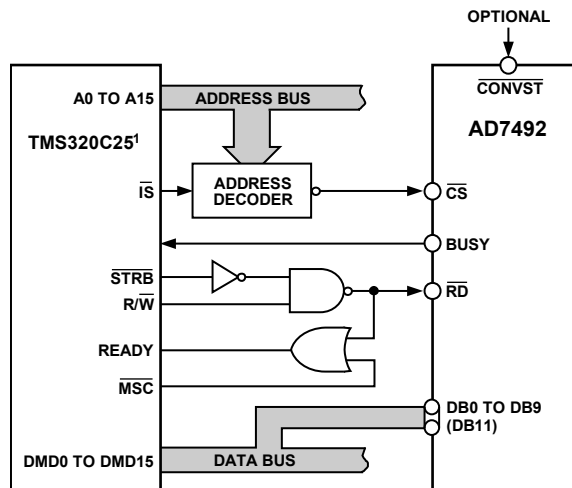 OPTIONAL
A0 TO A15
ADDRESS BUS
CONVST
TMS320C25¹
AD7492
IS
ADDRESS
DECODER
CS
BUSY
STRB
R/W
RD
READY
MSC
DB0 TO DB9
(DB11)
DMD0 TO DMD15
DATA BUS